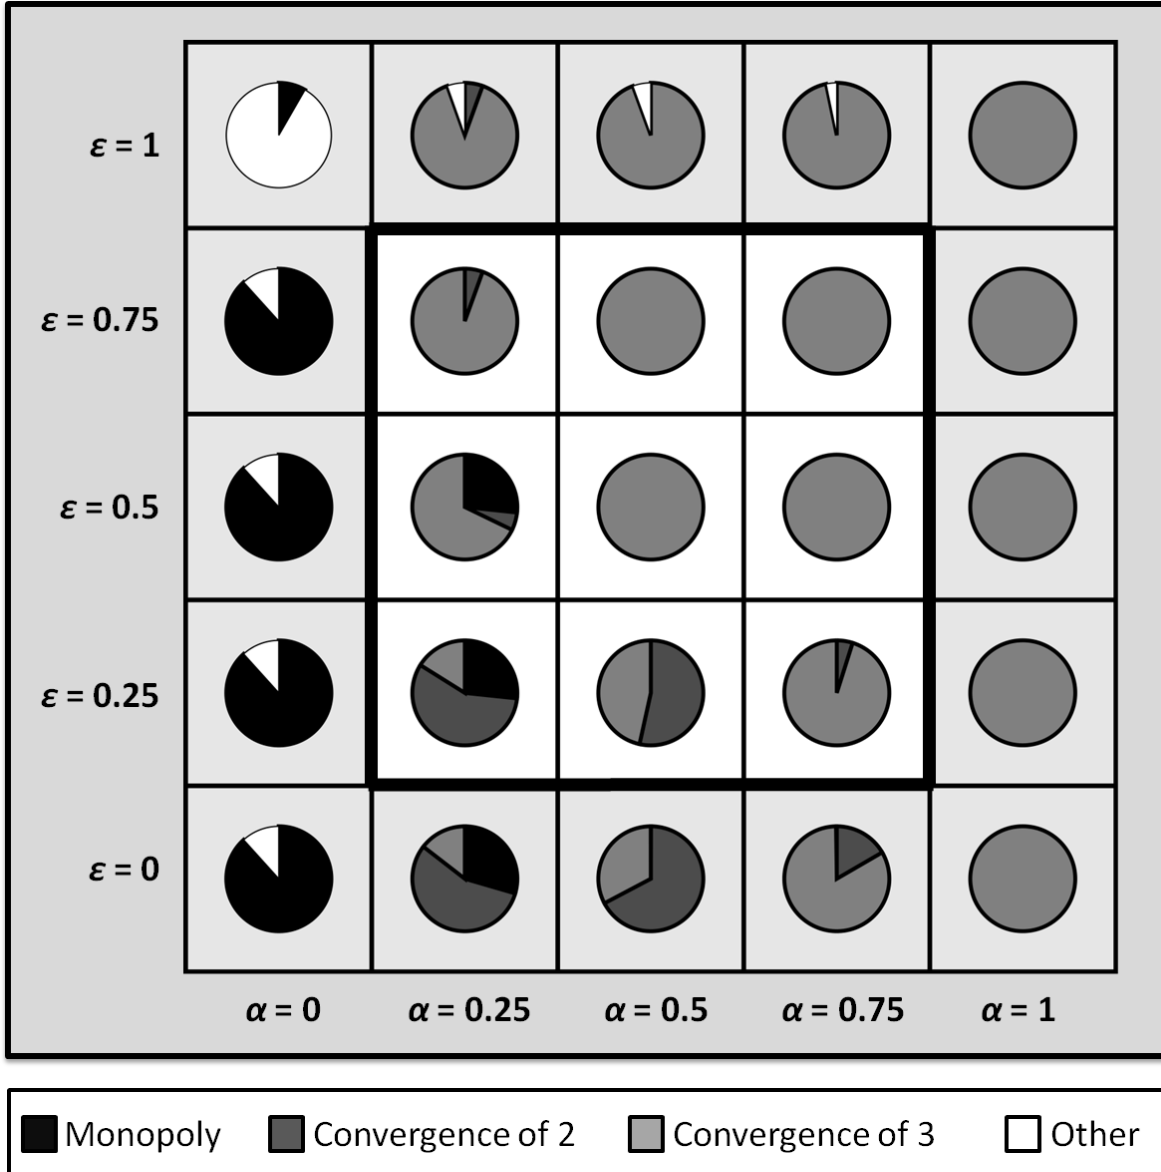 ε = 1
ε = 0.75
ε = 0.5
ε = 0.25
ε = 0
α = 0 α = 0.25 α = 0.5 α = 0.75 α = 1
Monopoly Convergence of 2 Convergence of 3 Other